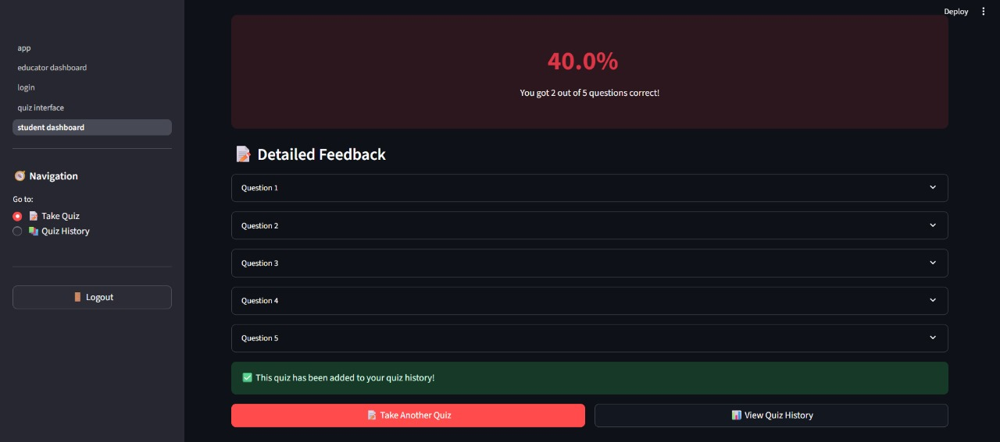 Deploy
app
educator dashboard
login
quiz interface
student dashboard
Navigation
Go to:
Take Quiz
Quiz History
Logout
40.0%
You got 2 out of 5 questions correct!
Detailed Feedback
Question 1
Question 2
Question 3
Question 4
Question 5
This quiz has been added to your quiz history!
Take Another Quiz
View Quiz History